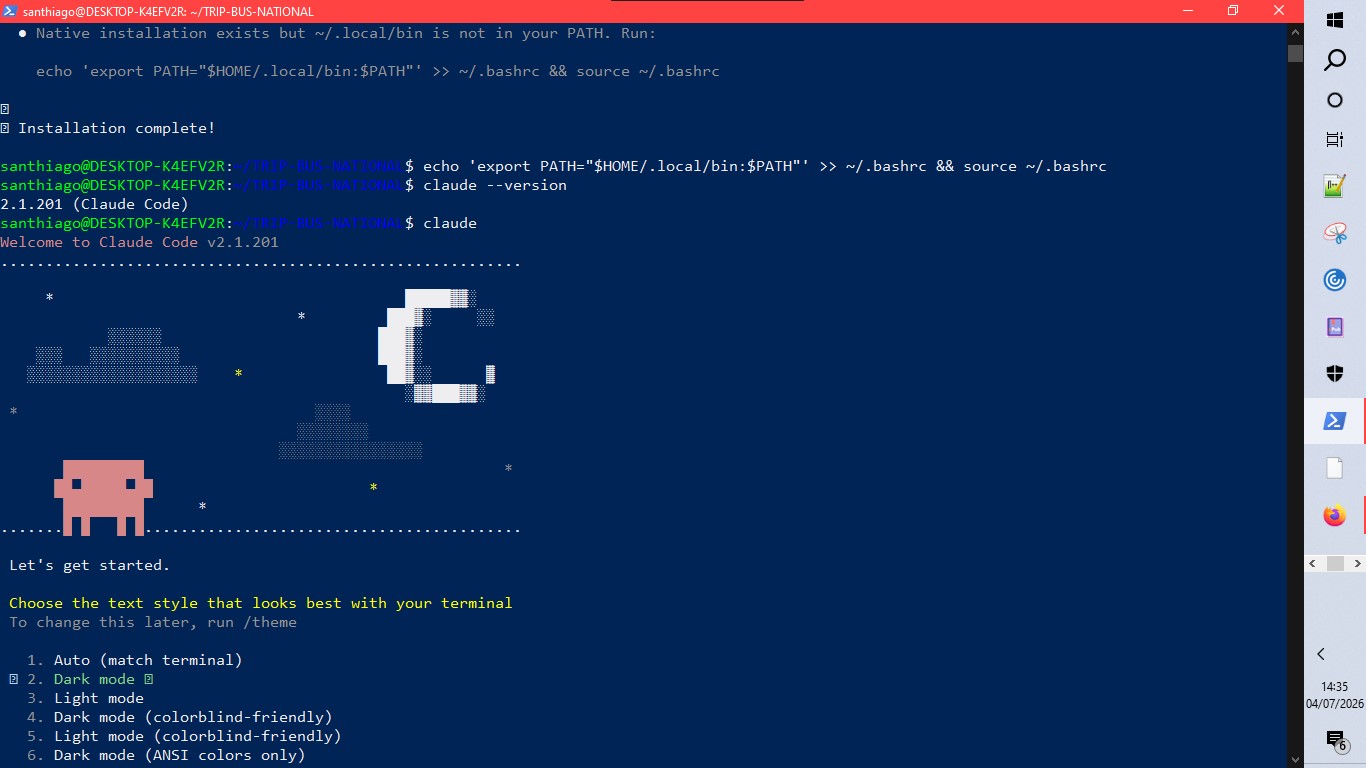 santhiago@DESKTOP-K4EFV2R: ~/TRIP-BUS-NATIONAL
● Native installation exists but ~/.local/bin is not in your PATH. Run:
echo 'export PATH="$HOME/.local/bin:$PATH"' >> ~/.bashrc && source ~/.bashrc
Installation complete!
santhiago@DESKTOP-K4EFV2R:~/TRIP-BUS-NATIONAL$ echo 'export PATH="$HOME/.local/bin:$PATH"' >> ~/.bashrc && source ~/.bashrc
santhiago@DESKTOP-K4EFV2R:~/TRIP-BUS-NATIONAL$ claude --version
2.1.201 (Claude Code)
santhiago@DESKTOP-K4EFV2R:~/TRIP-BUS-NATIONAL$ claude
Welcome to Claude Code v2.1.201
Let's get started.
Choose the text style that looks best with your terminal
To change this later, run /theme
1. Auto (match terminal)
2. Dark mode
3. Light mode
4. Dark mode (colorblind-friendly)
5. Light mode (colorblind-friendly)
6. Dark mode (ANSI colors only)
14:35
04/07/2026
6